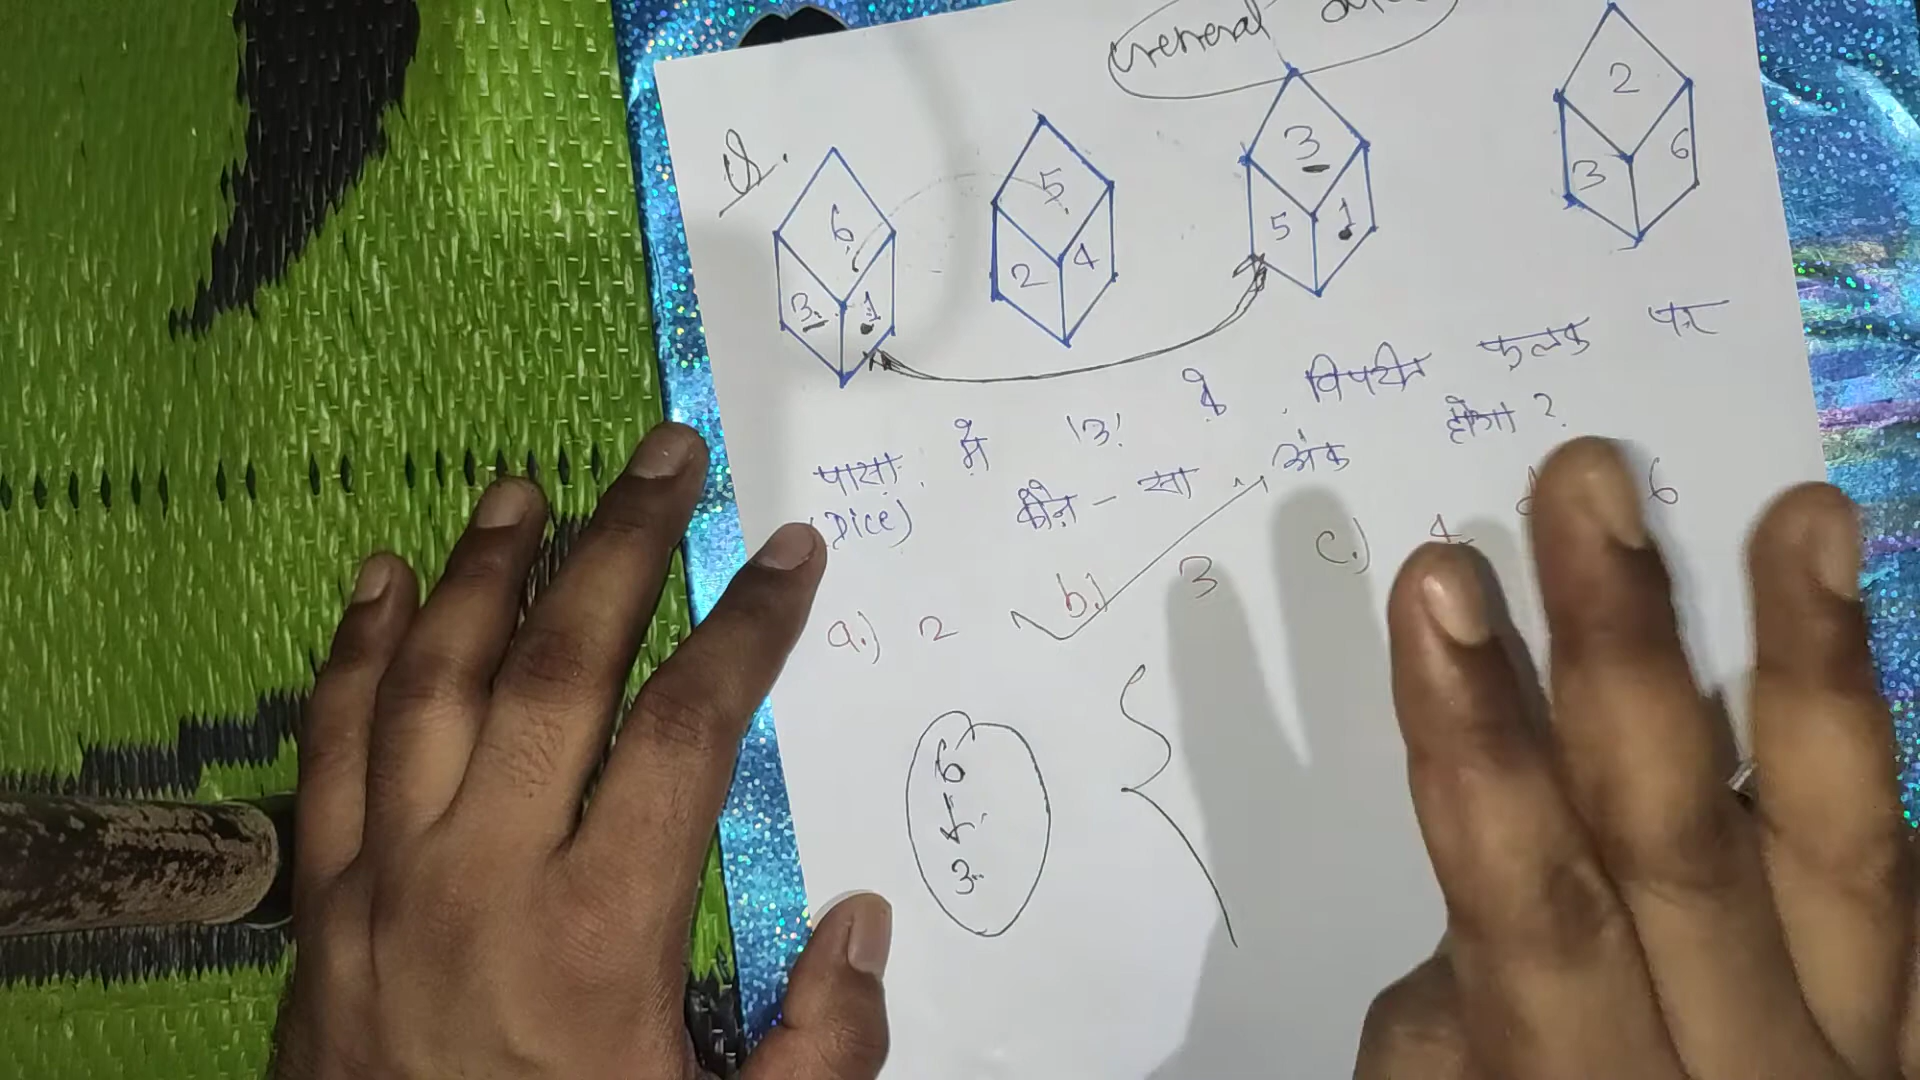 General
Q.
6
3 1
5
2 4
3
5 1
2
3 6
पासा में '3' के विपरीत फलक पर
(Dice) कौन-सा अंक होगा ?
a.) 2 b.) 3 c.) 4 6
6
3